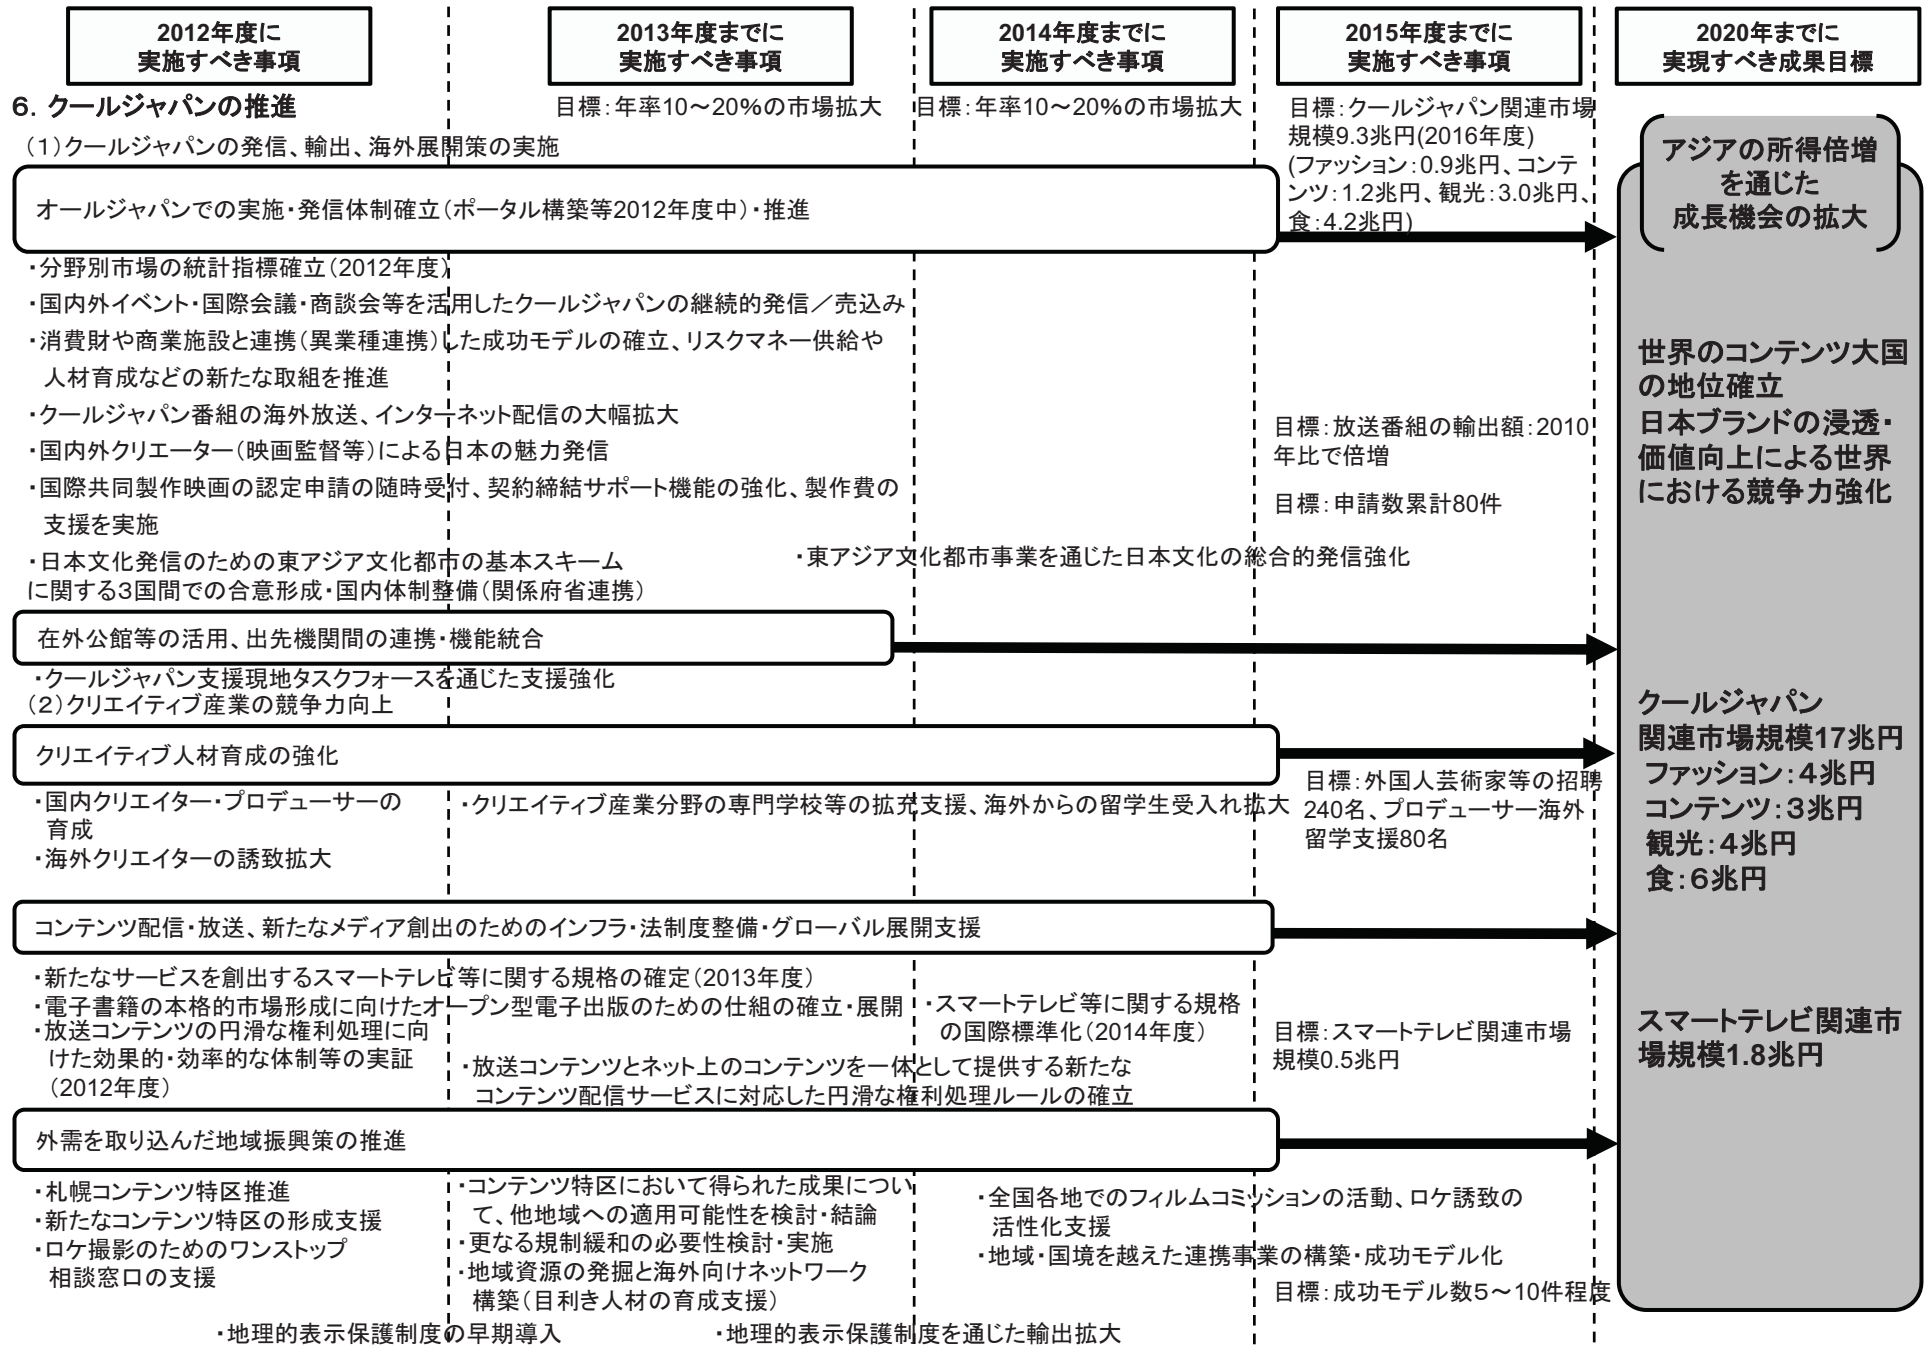 2012年度に
実施すべき事項
2013年度までに
実施すべき事項
2014年度までに
実施すべき事項
2015年度までに
実施すべき事項
2020年までに
実現すべき成果目標
6．クールジャパンの推進
目標：年率10～20%の市場拡大
目標：年率10～20%の市場拡大
目標：クールジャパン関連市場
規模9.3兆円(2016年度)
(ファッション：0.9兆円、コンテ
ンツ：1.2兆円、観光：3.0兆円、
食：4.2兆円)
（1）クールジャパンの発信、輸出、海外展開策の実施
オールジャパンでの実施・発信体制確立（ポータル構築等2012年度中）・推進
・分野別市場の統計指標確立（2012年度）
・国内外イベント・国際会議・商談会等を活用したクールジャパンの継続的発信／売込み
・消費財や商業施設と連携（異業種連携）した成功モデルの確立、リスクマネー供給や
人材育成などの新たな取組を推進
・クールジャパン番組の海外放送、インターネット配信の大幅拡大
・国内外クリエーター（映画監督等）による日本の魅力発信
・国際共同製作映画の認定申請の随時受付、契約締結サポート機能の強化、製作費の
支援を実施
・日本文化発信のための東アジア文化都市の基本スキーム
に関する3国間での合意形成・国内体制整備（関係府省連携）
・東アジア文化都市事業を通じた日本文化の総合的発信強化
目標：放送番組の輸出額：2010
年比で倍増
目標：申請数累計80件
在外公館等の活用、出先機関間の連携・機能統合
・クールジャパン支援現地タスクフォースを通じた支援強化
（2）クリエイティブ産業の競争力向上
クリエイティブ人材育成の強化
・国内クリエイター・プロデューサーの
育成
・海外クリエイターの誘致拡大
・クリエイティブ産業分野の専門学校等の拡充支援、海外からの留学生受入れ拡大
目標：外国人芸術家等の招聘
240名、プロデューサー海外
留学支援80名
コンテンツ配信・放送、新たなメディア創出のためのインフラ・法制度整備・グローバル展開支援
・新たなサービスを創出するスマートテレビ等に関する規格の確定（2013年度）
・電子書籍の本格的市場形成に向けたオープン型電子出版のための仕組の確立・展開
・放送コンテンツの円滑な権利処理に向
けた効果的・効率的な体制等の実証
（2012年度）
・放送コンテンツとネット上のコンテンツを一体として提供する新たな
コンテンツ配信サービスに対応した円滑な権利処理ルールの確立
・スマートテレビ等に関する規格
の国際標準化（2014年度）
目標：スマートテレビ関連市場
規模0.5兆円
外需を取り込んだ地域振興策の推進
・札幌コンテンツ特区推進
・新たなコンテンツ特区の形成支援
・ロケ撮影のためのワンストップ
相談窓口の支援
・コンテンツ特区において得られた成果につい
て、他地域への適用可能性を検討・結論
・更なる規制緩和の必要性検討・実施
・地域資源の発掘と海外向けネットワーク
構築（目利き人材の育成支援）
・全国各地でのフィルムコミッションの活動、ロケ誘致の
活性化支援
・地域・国境を越えた連携事業の構築・成功モデル化
目標：成功モデル数5～10件程度
・地理的表示保護制度の早期導入
・地理的表示保護制度を通じた輸出拡大
アジアの所得倍増
を通じた
成長機会の拡大
世界のコンテンツ大国
の地位確立
日本ブランドの浸透・
価値向上による世界
における競争力強化
クールジャパン
関連市場規模17兆円
ファッション：4兆円
コンテンツ：3兆円
観光：4兆円
食：6兆円
スマートテレビ関連市
場規模1.8兆円